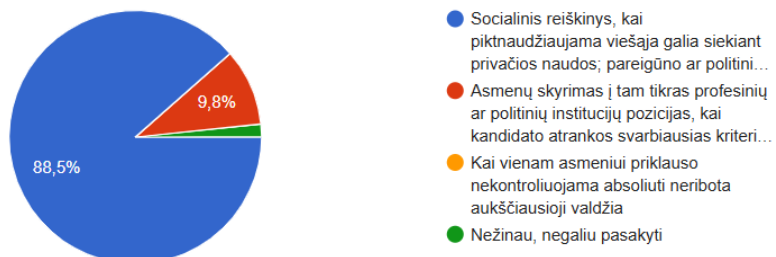 88,5%
9,8%
Socialinis reiškinys, kai
piktnaudžiaujama viešąja galia siekiant
privačios naudos; pareigūno ar politini…
Asmenų skyrimas į tam tikras profesinių
ar politinių institucijų pozicijas, kai
kandidato atrankos svarbiausias kriteri…
Kai vienam asmeniui priklauso
nekontroliuojama absoliuti neribota
aukščiausioji valdžia
Nežinau, negaliu pasakyti